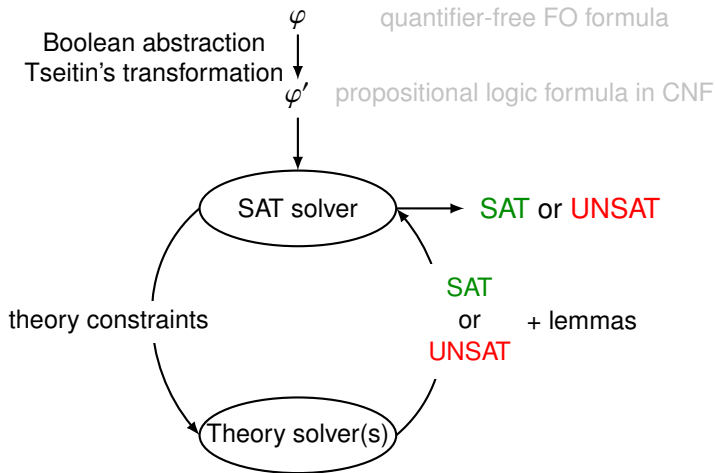 φ quantifier-free FO formula
Boolean abstraction
Tseitin's transformation
φ′ propositional logic formula in CNF
SAT solver
SAT or UNSAT
SAT
theory constraints or + lemmas
UNSAT
Theory solver(s)